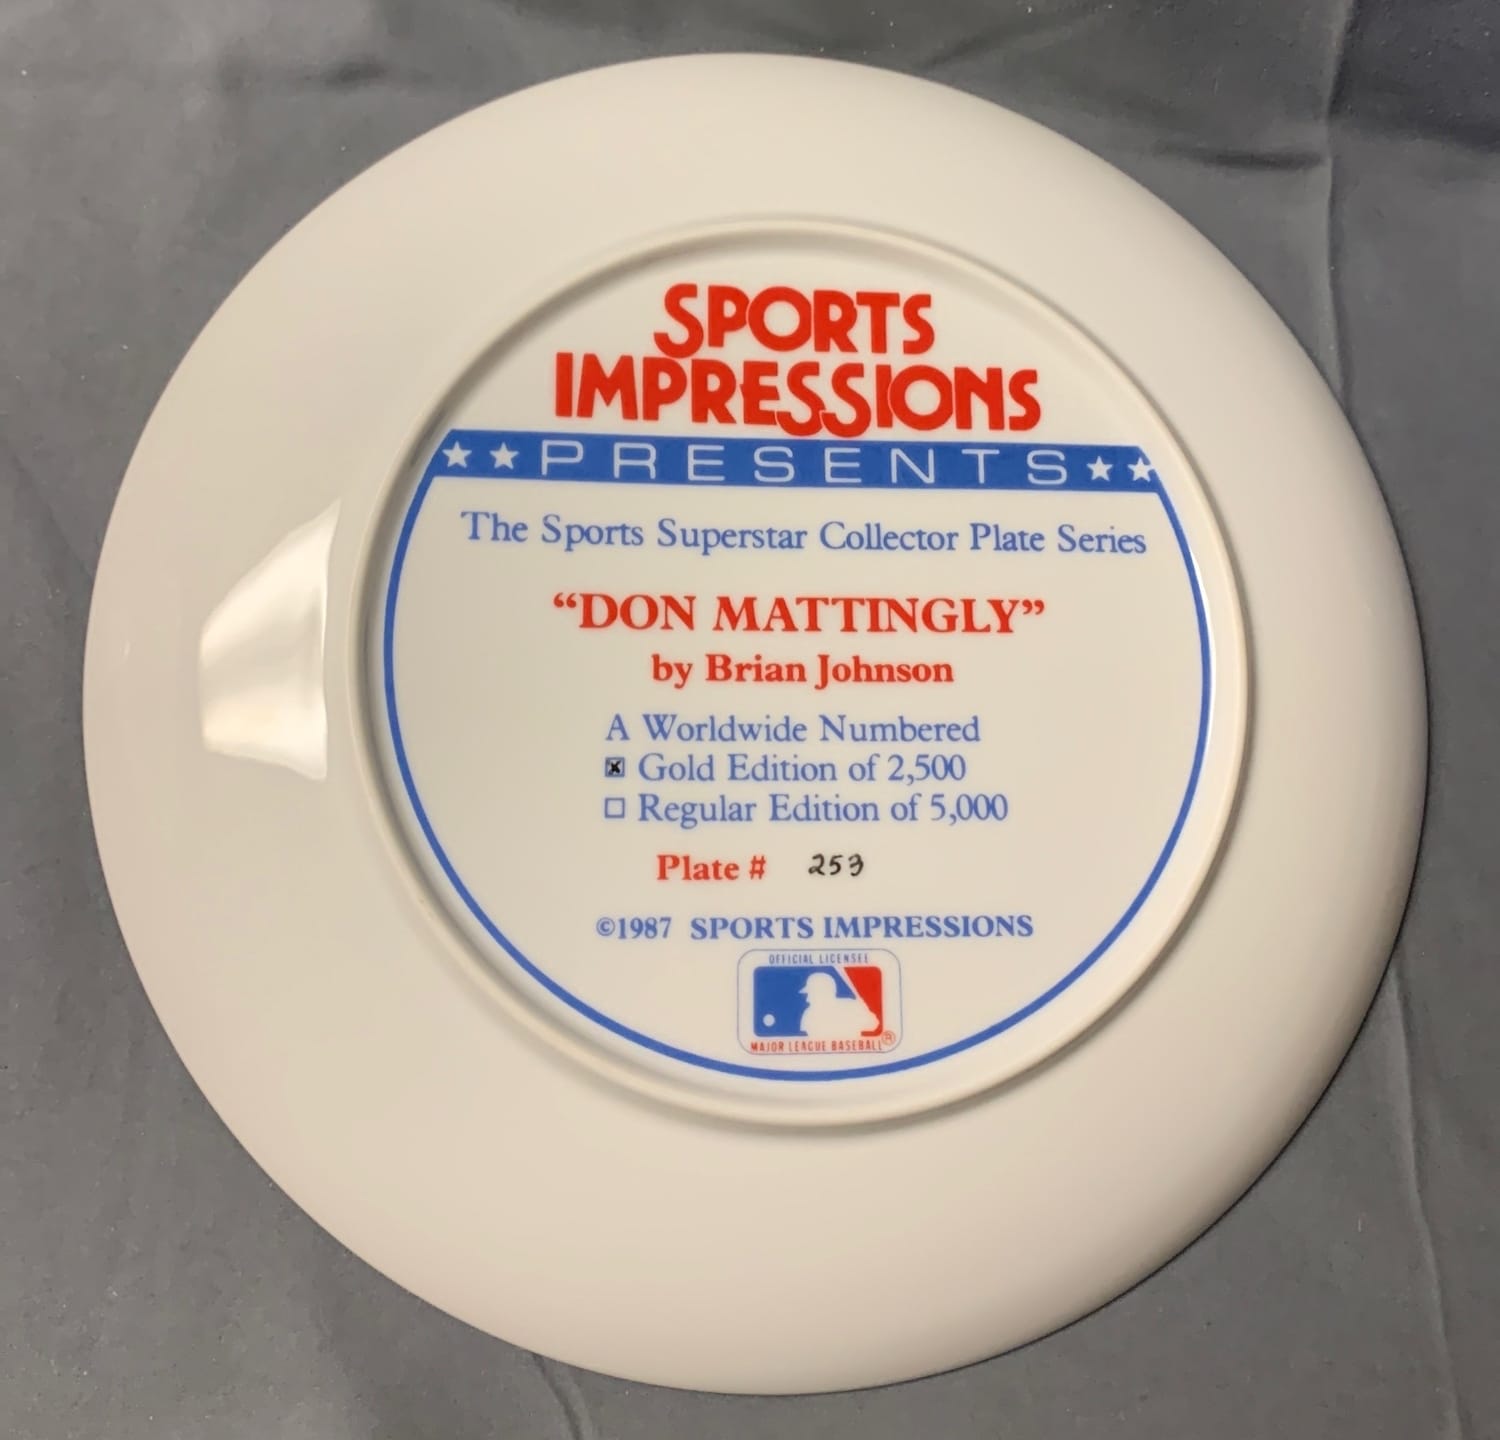 SPORTS
IMPRESSIONS
★ ★ PRESENTS ★ ★
The Sports Superstar Collector Plate Series
“DON MATTINGLY”
by Brian Johnson
A Worldwide Numbered
☒ Gold Edition of 2,500
☐ Regular Edition of 5,000
Plate # 253
©1987 SPORTS IMPRESSIONS
OFFICIAL LICENSEE
MAJOR LEAGUE BASEBALL®